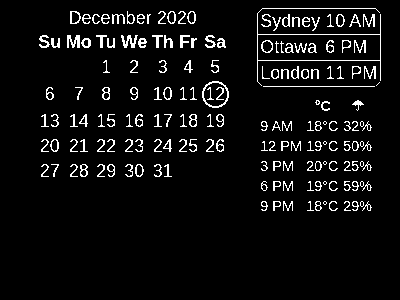 December 2020
Su Mo Tu We Th Fr Sa
1 2 3 4 5
6 7 8 9 10 11 12
13 14 15 16 17 18 19
20 21 22 23 24 25 26
27 28 29 30 31
Sydney 10 AM
Ottawa 6 PM
London 11 PM
°C ☂
9 AM 18°C 32%
12 PM 19°C 50%
3 PM 20°C 25%
6 PM 19°C 59%
9 PM 18°C 29%